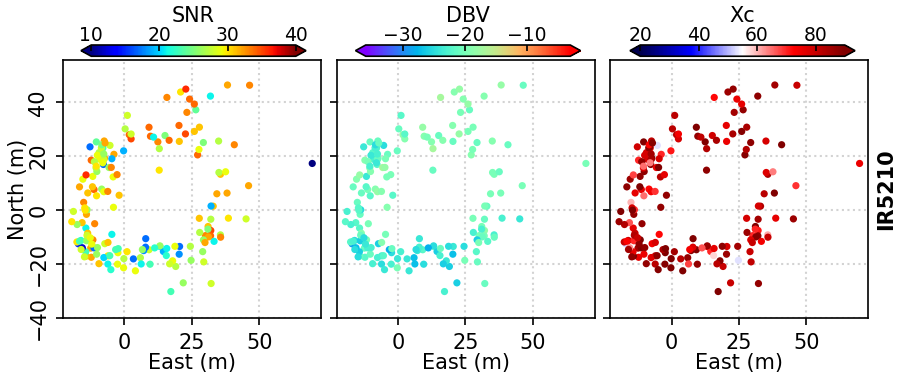 SNR DBV Xc
10 20 30 40 −30 −20 −10 20 40 60 80
40
20
0
−20
−40
North (m)
0 25 50 0 25 50 0 25 50
East (m) East (m) East (m)
IR5210